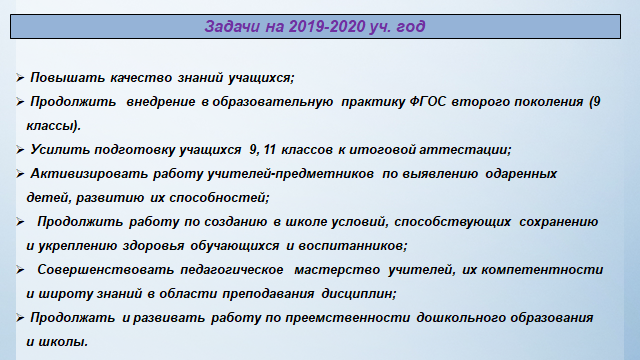 Задачи на 2019-2020 уч. год
➢ Повышать качество знаний учащихся;
➢ Продолжить внедрение в образовательную практику ФГОС второго поколения (9
классы).
➢ Усилить подготовку учащихся 9, 11 классов к итоговой аттестации;
➢ Активизировать работу учителей-предметников по выявлению одаренных
детей, развитию их способностей;
➢ Продолжить работу по созданию в школе условий, способствующих сохранению
и укреплению здоровья обучающихся и воспитанников;
➢ Совершенствовать педагогическое мастерство учителей, их компетентности
и широту знаний в области преподавания дисциплин;
➢ Продолжать и развивать работу по преемственности дошкольного образования
и школы.